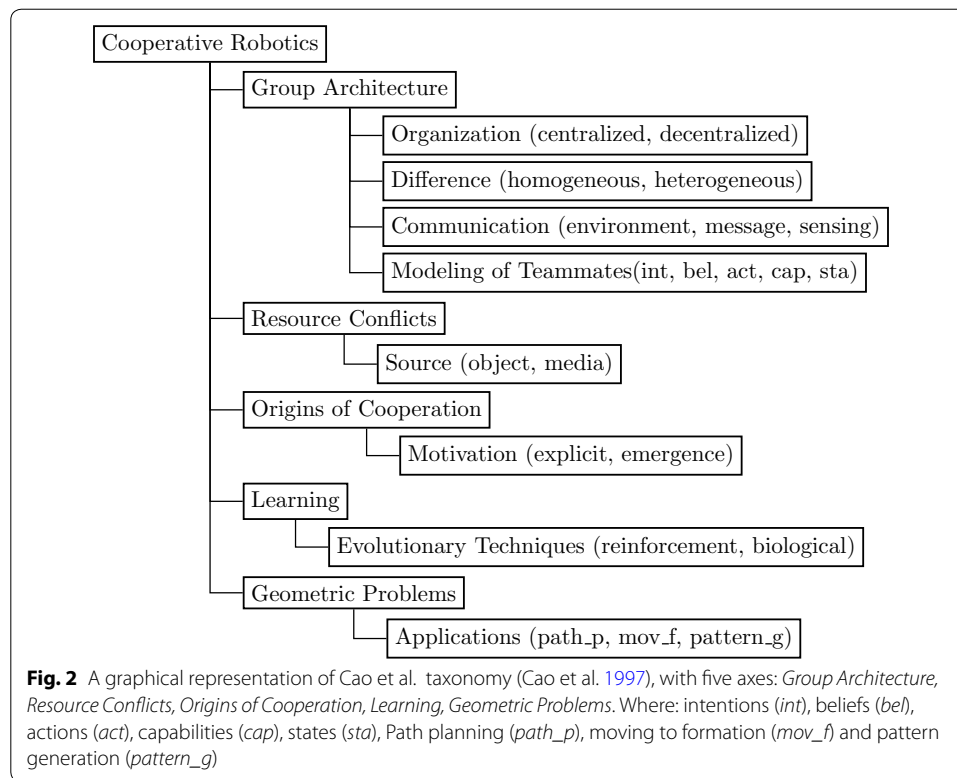 Cooperative Robotics
Group Architecture
Organization (centralized, decentralized)
Difference (homogeneous, heterogeneous)
Communication (environment, message, sensing)
Modeling of Teammates(int, bel, act, cap, sta)
Resource Conflicts
Source (object, media)
Origins of Cooperation
Motivation (explicit, emergence)
Learning
Evolutionary Techniques (reinforcement, biological)
Geometric Problems
Applications (path_p, mov_f, pattern_g)
Fig. 2 A graphical representation of Cao et al. taxonomy (Cao et al. 1997), with five axes: Group Architecture,
Resource Conflicts, Origins of Cooperation, Learning, Geometric Problems. Where: intentions (int), beliefs (bel),
actions (act), capabilities (cap), states (sta), Path planning (path_p), moving to formation (mov_f) and pattern
generation (pattern_g)